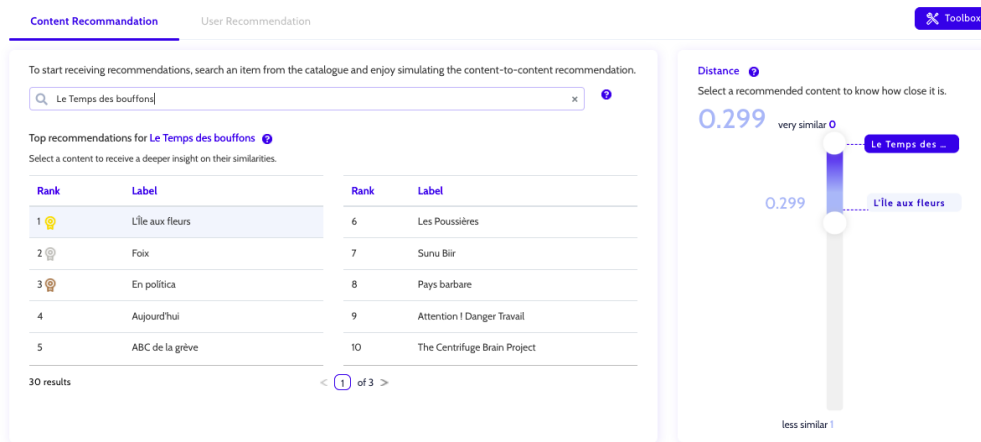 Content Recommandation
User Recommendation
Toolbox
To start receiving recommendations, search an item from the catalogue and enjoy simulating the content-to-content recommendation.
Le Temps des bouffons ×
?
Top recommendations for Le Temps des bouffons ?
Select a content to receive a deeper insight on their similarities.
Rank Label
1 L'Île aux fleurs
2 Foix
3 En política
4 Aujourd'hui
5 ABC de la grève
Rank Label
6 Les Poussières
7 Sunu Biir
8 Pays barbare
9 Attention ! Danger Travail
10 The Centrifuge Brain Project
30 results
< 1 of 3 >
Distance ?
Select a recommended content to know how close it is.
0.299 very similar 0
Le Temps des ...
0.299 L'Île aux fleurs
less similar 1